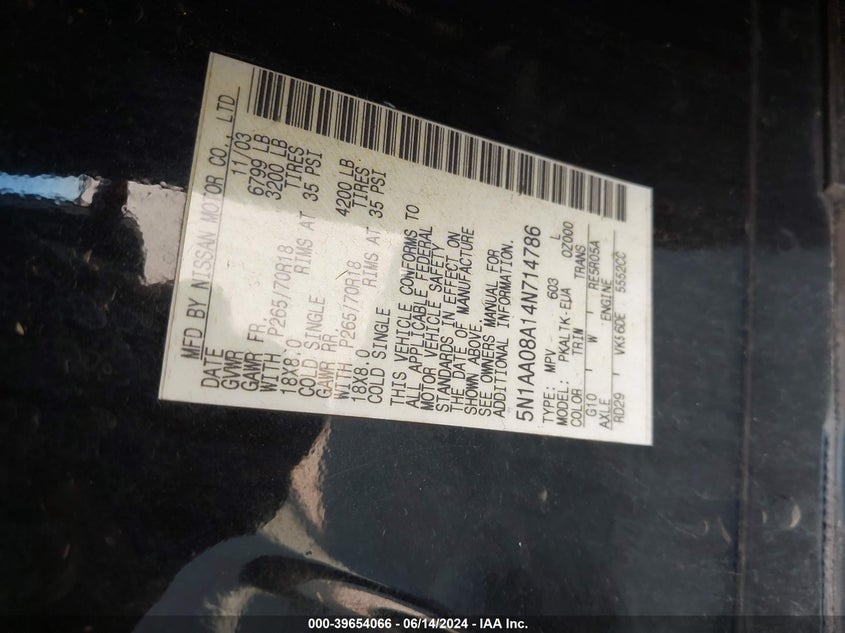 MFD BY NISSAN MOTOR CO., LTD
DATE 11/03
GVWR 6799 LB
GAWR FR. 3200 LB
WITH P265/70R18 TIRES
18X8.0 RIMS AT 35 PSI
COLD SINGLE
GAWR RR. 4200 LB
WITH P265/70R18 TIRES
18X8.0 RIMS AT 35 PSI
COLD SINGLE
THIS VEHICLE CONFORMS TO
ALL APPLICABLE FEDERAL
MOTOR VEHICLE SAFETY
STANDARDS IN EFFECT ON
THE DATE OF MANUFACTURE
SHOWN ABOVE.
SEE OWNERS MANUAL FOR
ADDITIONAL INFORMATION.
5N1AA08A14N714786
TYPE: MPV 603 L
MODEL: PKALTK-EUA 0Z000
COLOR TRIM TRANS
G10 W RE5R05A
AXLE ENGINE
RD29 VK56DE 5552CC
000-39654066 - 06/14/2024 - IAA Inc.